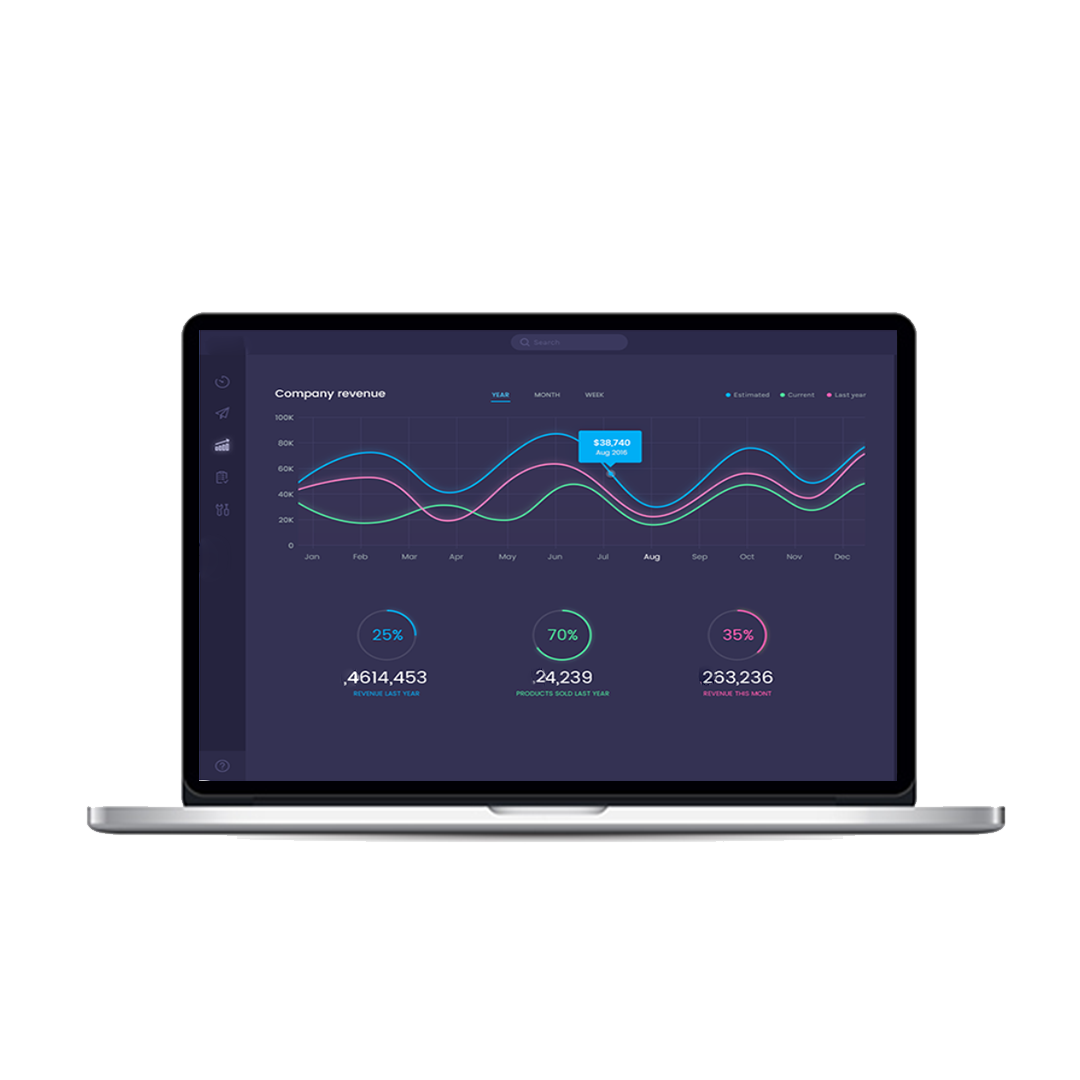 Search
Company revenue
YEAR MONTH WEEK
Estimated Current Last year
100K
80K
60K
40K
20K
0
$38,740
Aug 2016
Jan Feb Mar Apr May Jun Jul Aug Sep Oct Nov Dec
25% 70% 35%
,4614,453 ,24,239 263,236
REVENUE LAST YEAR PRODUCTS SOLD LAST YEAR REVENUE THIS MONT
?